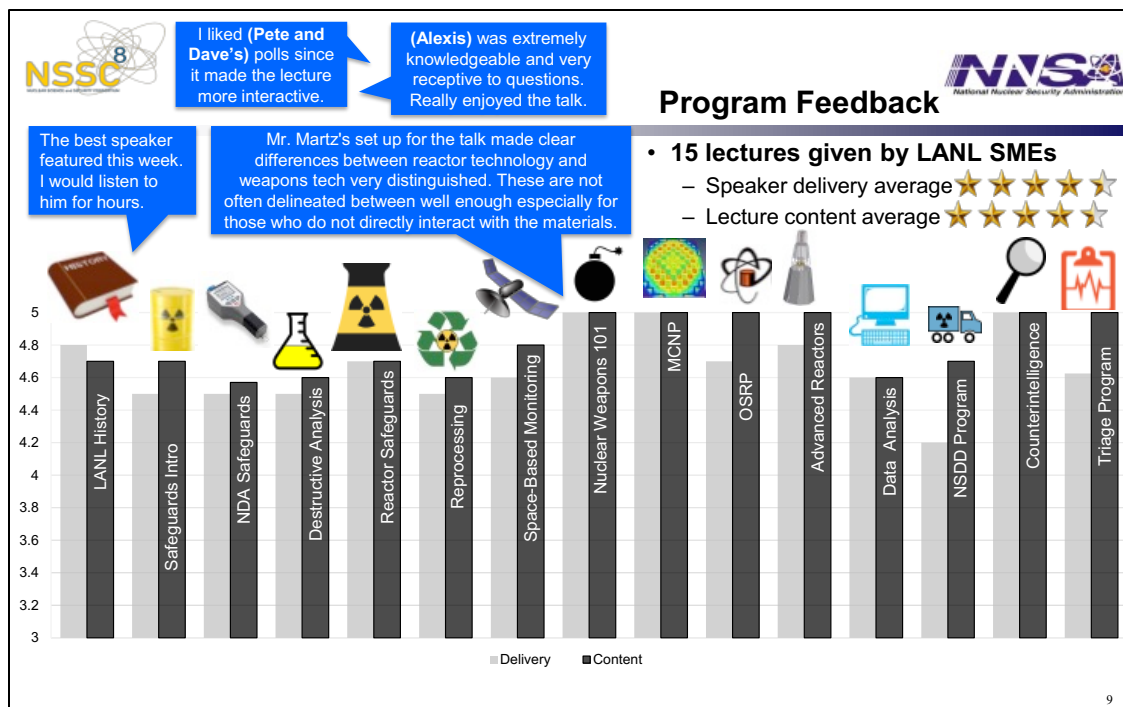 8
NSSC
I liked (Pete and
Dave's) polls since
it made the lecture
more interactive.
(Alexis) was extremely
knowledgeable and very
receptive to questions.
Really enjoyed the talk.
NNSA
National Nuclear Security Administration
Program Feedback
The best speaker
featured this week.
I would listen to
him for hours.
Mr. Martz's set up for the talk made clear
differences between reactor technology and
weapons tech very distinguished. These are not
often delineated between well enough especially for
those who do not directly interact with the materials.
• 15 lectures given by LANL SMEs
– Speaker delivery average
– Lecture content average
HISTORY
5
4.8
4.6
4.4
4.2
4
3.8
3.6
3.4
3.2
3
LANL History
Safeguards Intro
NDA Safeguards
Destructive Analysis
Reactor Safeguards
Reprocessing
Space-Based Monitoring
Nuclear Weapons 101
MCNP
OSRP
Advanced Reactors
Data Analysis
NSDD Program
Counterintelligence
Triage Program
Delivery
Content
9